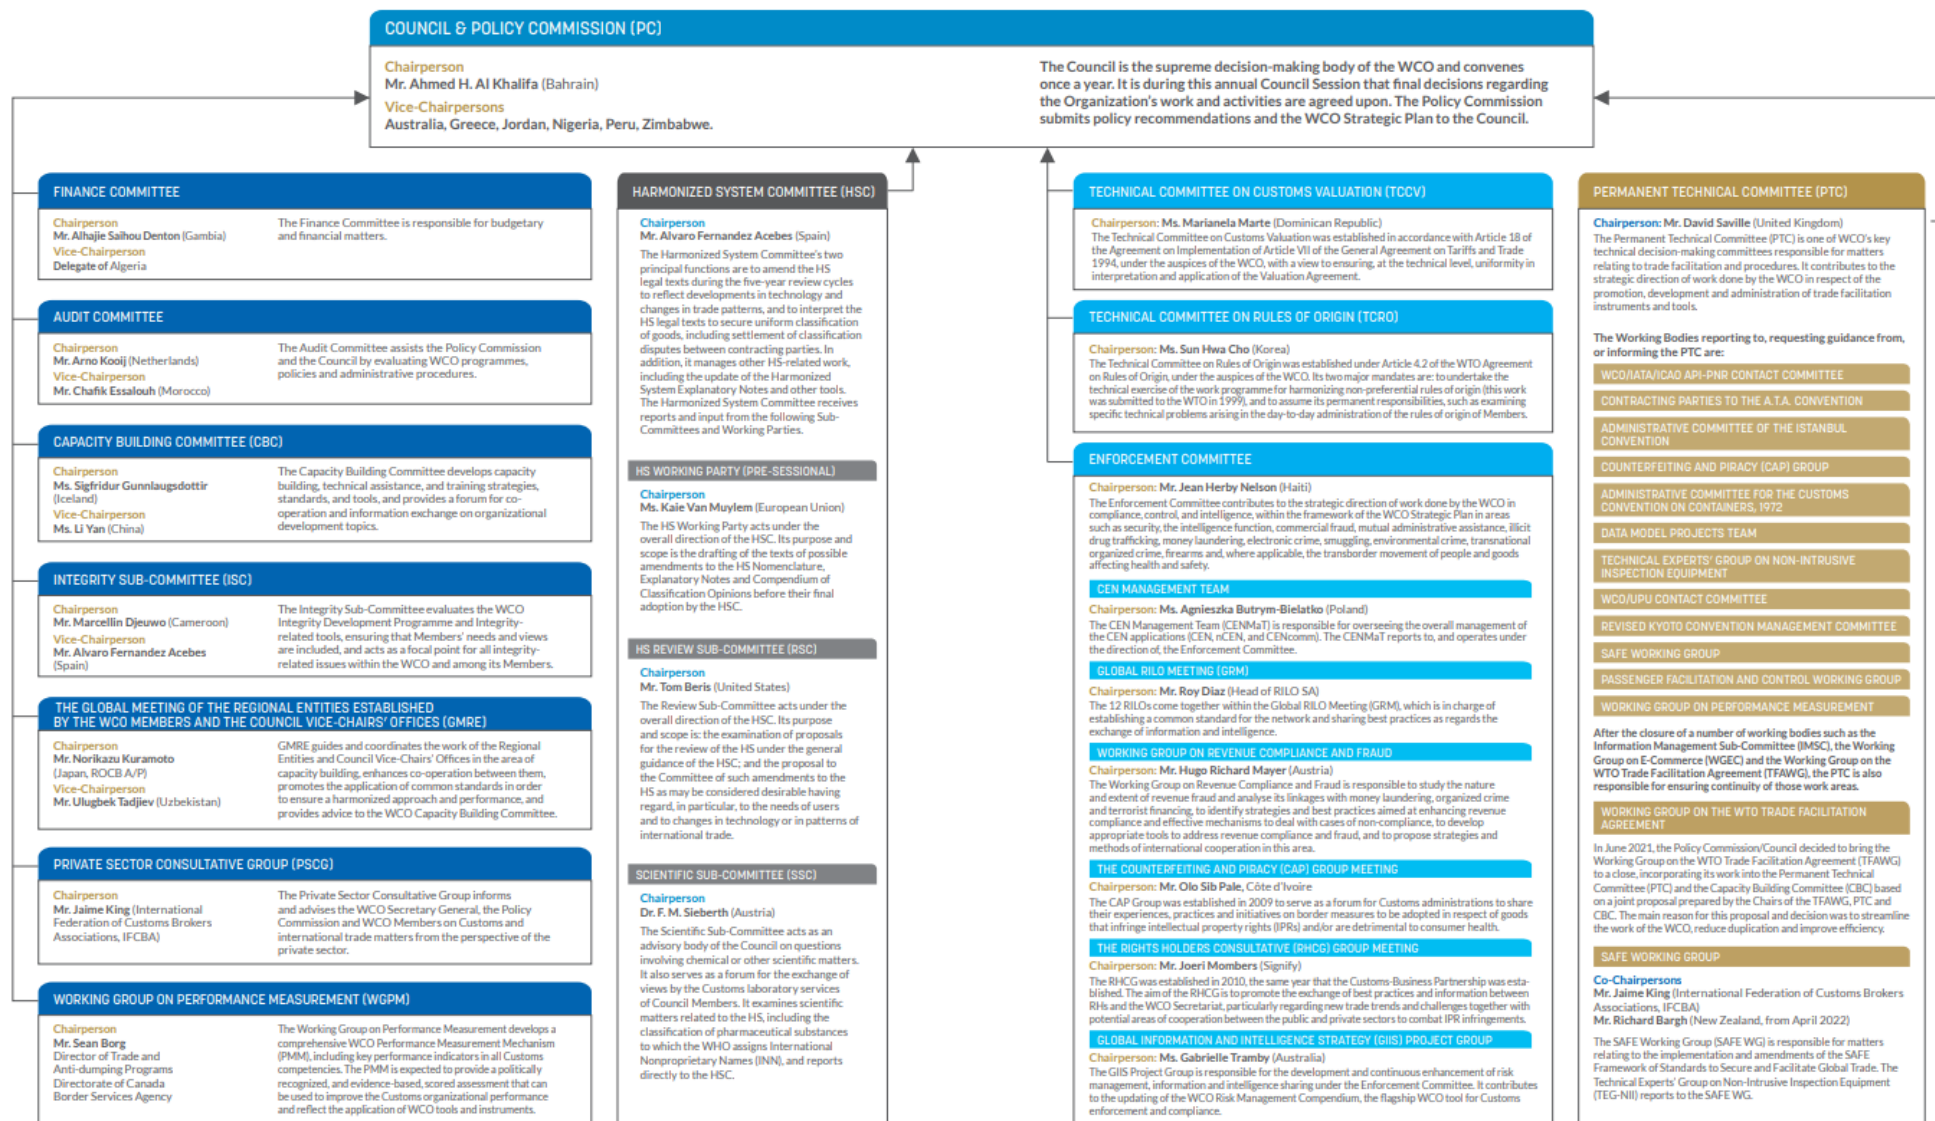 COUNCIL & POLICY COMMISSION (PC)
Chairperson
Mr. Ahmed H. Al Khalifa (Bahrain)
Vice-Chairpersons
Australia, Greece, Jordan, Nigeria, Peru, Zimbabwe.
The Council is the supreme decision-making body of the WCO and convenes
once a year. It is during this annual Council Session that final decisions regarding
the Organization's work and activities are agreed upon. The Policy Commission
submits policy recommendations and the WCO Strategic Plan to the Council.
FINANCE COMMITTEE
Chairperson
Mr. Alhajie Saihou Denton (Gambia)
Vice-Chairperson
Delegate of Algeria
The Finance Committee is responsible for budgetary
and financial matters.
AUDIT COMMITTEE
Chairperson
Mr. Arno Kooij (Netherlands)
Vice-Chairperson
Mr. Chafik Essalouh (Morocco)
The Audit Committee assists the Policy Commission
and the Council by evaluating WCO programmes,
policies and administrative procedures.
CAPACITY BUILDING COMMITTEE (CBC)
Chairperson
Ms. Sigfridur Gunnlaugsdottir
(Iceland)
Vice-Chairperson
Ms. Li Yan (China)
The Capacity Building Committee develops capacity
building, technical assistance, and training strategies,
standards, and tools, and provides a forum for co-
operation and information exchange on organizational
development topics.
INTEGRITY SUB-COMMITTEE (ISC)
Chairperson
Mr. Marcellin Djeuwo (Cameroon)
Vice-Chairperson
Mr. Alvaro Fernandez Acebes
(Spain)
The Integrity Sub-Committee evaluates the WCO
Integrity Development Programme and Integrity-
related tools, ensuring that Members' needs and views
are included, and acts as a focal point for all integrity-
related issues within the WCO and among its Members.
THE GLOBAL MEETING OF THE REGIONAL ENTITIES ESTABLISHED
BY THE WCO MEMBERS AND THE COUNCIL VICE-CHAIRS' OFFICES (GMRE)
Chairperson
Mr. Norikazu Kuramoto
(Japan, ROCB A/P)
Vice-Chairperson
Mr. Ulugbek Tadjiev (Uzbekistan)
GMRE guides and coordinates the work of the Regional
Entities and Council Vice-Chairs' Offices in the area of
capacity building, enhances co-operation between them,
promotes the application of common standards in order
to ensure a harmonized approach and performance, and
provides advice to the WCO Capacity Building Committee.
PRIVATE SECTOR CONSULTATIVE GROUP (PSCG)
Chairperson
Mr. Jaime King (International
Federation of Customs Brokers
Associations, IFCBA)
The Private Sector Consultative Group informs
and advises the WCO Secretary General, the Policy
Commission and WCO Members on Customs and
international trade matters from the perspective of the
private sector.
WORKING GROUP ON PERFORMANCE MEASUREMENT (WGPM)
Chairperson
Mr. Sean Borg
Director of Trade and
Anti-dumping Programs
Directorate of Canada
Border Services Agency
The Working Group on Performance Measurement develops a
comprehensive WCO Performance Measurement Mechanism
(PMM), including key performance indicators in all Customs
competencies. The PMM is expected to provide a politically
recognized, and evidence-based, scored assessment that can
be used to improve the Customs organizational performance
and reflect the application of WCO tools and instruments.
HARMONIZED SYSTEM COMMITTEE (HSC)
Chairperson
Mr. Alvaro Fernandez Acebes (Spain)
The Harmonized System Committee's two
principal functions are to amend the HS
legal texts during the five-year review cycles
to reflect developments in technology and
changes in trade patterns, and to interpret the
HS legal texts to secure uniform classification
of goods, including settlement of classification
disputes between contracting parties. In
addition, it manages other HS-related work,
including the update of the Harmonized
System Explanatory Notes and other tools.
The Harmonized System Committee receives
reports and input from the following Sub-
Committees and Working Parties.
HS WORKING PARTY (PRE-SESSIONAL)
Chairperson
Ms. Kaie Van Muylem (European Union)
The HS Working Party acts under the
overall direction of the HSC. Its purpose and
scope is the drafting of the texts of possible
amendments to the HS Nomenclature,
Explanatory Notes and Compendium of
Classification Opinions before their final
adoption by the HSC.
HS REVIEW SUB-COMMITTEE (RSC)
Chairperson
Mr. Tom Beris (United States)
The Review Sub-Committee acts under the
overall direction of the HSC. Its purpose
and scope is: the examination of proposals
for the review of the HS under the general
guidance of the HSC; and the proposal to
the Committee of such amendments to the
HS as may be considered desirable having
regard, in particular, to the needs of users
and to changes in technology or in patterns of
international trade.
SCIENTIFIC SUB-COMMITTEE (SSC)
Chairperson
Dr. F. M. Sieberth (Austria)
The Scientific Sub-Committee acts as an
advisory body of the Council on questions
involving chemical or other scientific matters.
It also serves as a forum for the exchange of
views by the Customs laboratory services
of Council Members. It examines scientific
matters related to the HS, including the
classification of pharmaceutical substances
to which the WHO assigns International
Nonproprietary Names (INN), and reports
directly to the HSC.
TECHNICAL COMMITTEE ON CUSTOMS VALUATION (TCCV)
Chairperson: Ms. Marianela Marte (Dominican Republic)
The Technical Committee on Customs Valuation was established in accordance with Article 18 of
the Agreement on Implementation of Article VII of the General Agreement on Tariffs and Trade
1994, under the auspices of the WCO, with a view to ensuring, at the technical level, uniformity in
interpretation and application of the Valuation Agreement.
TECHNICAL COMMITTEE ON RULES OF ORIGIN (TCRO)
Chairperson: Ms. Sun Hwa Cho (Korea)
The Technical Committee on Rules of Origin was established under Article 4.2 of the WTO Agreement
on Rules of Origin, under the auspices of the WCO. Its two major mandates are: to undertake the
technical exercise of the work programme for harmonizing non-preferential rules of origin (this work
was submitted to the WTO in 1999), and to assume its permanent responsibilities, such as examining
specific technical problems arising in the day-to-day administration of the rules of origin of Members.
ENFORCEMENT COMMITTEE
Chairperson: Mr. Jean Herby Nelson (Haiti)
The Enforcement Committee contributes to the strategic direction of work done by the WCO in
compliance, control, and intelligence, within the framework of the WCO Strategic Plan in areas
such as security, the intelligence function, commercial fraud, mutual administrative assistance, illicit
drug trafficking, money laundering, electronic crime, smuggling, environmental crime, transnational
organized crime, firearms and, where applicable, the transborder movement of people and goods
affecting health and safety.
CEN MANAGEMENT TEAM
Chairperson: Ms. Agnieszka Butrym-Bielatko (Poland)
The CEN Management Team (CENMaT) is responsible for overseeing the overall management of
the CEN applications (CEN, nCEN, and CENcomm). The CENMaT reports to, and operates under
the direction of, the Enforcement Committee.
GLOBAL RILO MEETING (GRM)
Chairperson: Mr. Roy Diaz (Head of RILO SA)
The 12 RILOs come together within the Global RILO Meeting (GRM), which is in charge of
establishing a common standard for the network and sharing best practices as regards the
exchange of information and intelligence.
WORKING GROUP ON REVENUE COMPLIANCE AND FRAUD
Chairperson: Mr. Hugo Richard Mayer (Austria)
The Working Group on Revenue Compliance and Fraud is responsible to study the nature
and extent of revenue fraud and analyse its linkages with money laundering, organized crime
and terrorist financing, to identify strategies and best practices aimed at enhancing revenue
compliance and effective mechanisms to deal with cases of non-compliance, to develop
appropriate tools to address revenue compliance and fraud, and to propose strategies and
methods of international cooperation in this area.
THE COUNTERFEITING AND PIRACY (CAP) GROUP MEETING
Chairperson: Mr. Olo Sib Pale, Côte d'Ivoire
The CAP Group was established in 2009 to serve as a forum for Customs administrations to share
their experiences, practices and initiatives on border measures to be adopted in respect of goods
that infringe intellectual property rights (IPRs) and/or are detrimental to consumer health.
THE RIGHTS HOLDERS CONSULTATIVE (RHCG) GROUP MEETING
Chairperson: Mr. Joeri Mombers (Signify)
The RHCG was established in 2010, the same year that the Customs-Business Partnership was esta-
blished. The aim of the RHCG is to promote the exchange of best practices and information between
RHs and the WCO Secretariat, particularly regarding new trade trends and challenges together with
potential areas of cooperation between the public and private sectors to combat IPR infringements.
GLOBAL INFORMATION AND INTELLIGENCE STRATEGY (GIIS) PROJECT GROUP
Chairperson: Ms. Gabrielle Tramby (Australia)
The GIIS Project Group is responsible for the development and continuous enhancement of risk
management, information and intelligence sharing under the Enforcement Committee. It contributes
to the updating of the WCO Risk Management Compendium, the flagship WCO tool for Customs
enforcement and compliance.
PERMANENT TECHNICAL COMMITTEE (PTC)
Chairperson: Mr. David Saville (United Kingdom)
The Permanent Technical Committee (PTC) is one of WCO's key
technical decision-making committees responsible for matters
relating to trade facilitation and procedures. It contributes to the
strategic direction of work done by the WCO in respect of the
promotion, development and administration of trade facilitation
instruments and tools.
The Working Bodies reporting to, requesting guidance from,
or informing the PTC are:
WCO/IATA/ICAO API-PNR CONTACT COMMITTEE
CONTRACTING PARTIES TO THE A.T.A. CONVENTION
ADMINISTRATIVE COMMITTEE OF THE ISTANBUL
CONVENTION
COUNTERFEITING AND PIRACY (CAP) GROUP
ADMINISTRATIVE COMMITTEE FOR THE CUSTOMS
CONVENTION ON CONTAINERS, 1972
DATA MODEL PROJECTS TEAM
TECHNICAL EXPERTS' GROUP ON NON-INTRUSIVE
INSPECTION EQUIPMENT
WCO/UPU CONTACT COMMITTEE
REVISED KYOTO CONVENTION MANAGEMENT COMMITTEE
SAFE WORKING GROUP
PASSENGER FACILITATION AND CONTROL WORKING GROUP
WORKING GROUP ON PERFORMANCE MEASUREMENT
After the closure of a number of working bodies such as the
Information Management Sub-Committee (IMSC), the Working
Group on E-Commerce (WGEC) and the Working Group on the
WTO Trade Facilitation Agreement (TFAWG), the PTC is also
responsible for ensuring continuity of those work areas.
WORKING GROUP ON THE WTO TRADE FACILITATION
AGREEMENT
In June 2021, the Policy Commission/Council decided to bring the
Working Group on the WTO Trade Facilitation Agreement (TFAWG)
to a close, incorporating its work into the Permanent Technical
Committee (PTC) and the Capacity Building Committee (CBC) based
on a joint proposal prepared by the Chairs of the TFAWG, PTC and
CBC. The main reason for this proposal and decision was to streamline
the work of the WCO, reduce duplication and improve efficiency.
SAFE WORKING GROUP
Co-Chairpersons
Mr. Jaime King (International Federation of Customs Brokers
Associations, IFCBA)
Mr. Richard Bargh (New Zealand, from April 2022)
The SAFE Working Group (SAFE WG) is responsible for matters
relating to the implementation and amendments of the SAFE
Framework of Standards to Secure and Facilitate Global Trade. The
Technical Experts' Group on Non-Intrusive Inspection Equipment
(TEG-NII) reports to the SAFE WG.